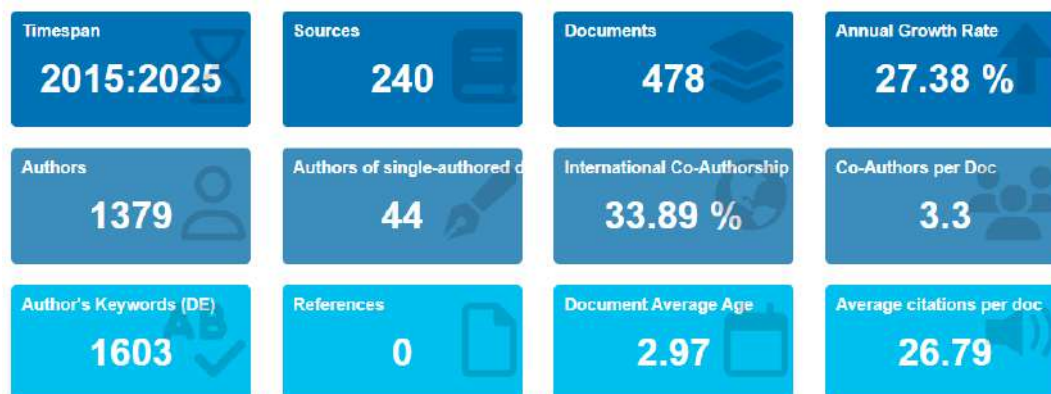 Timespan
2015:2025
Sources
240
Documents
478
Annual Growth Rate
27.38 %
Authors
1379
Authors of single-authored d
44
International Co-Authorship
33.89 %
Co-Authors per Doc
3.3
Author's Keywords (DE)
1603
References
0
Document Average Age
2.97
Average citations per doc
26.79
AB